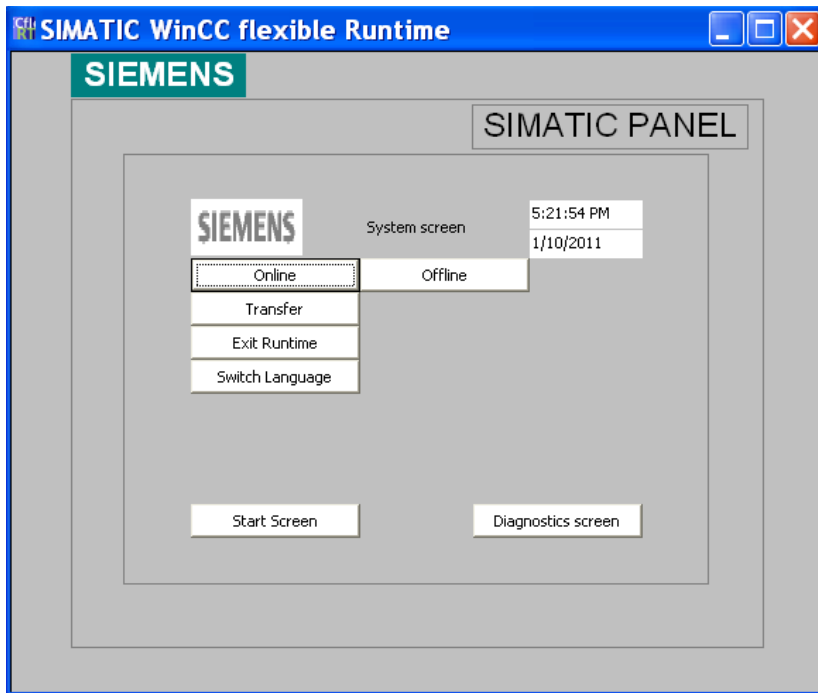 SIMATIC WinCC flexible Runtime
SIEMENS
SIMATIC PANEL
SIEMENS
System screen
5:21:54 PM
1/10/2011
Online
Offline
Transfer
Exit Runtime
Switch Language
Start Screen
Diagnostics screen